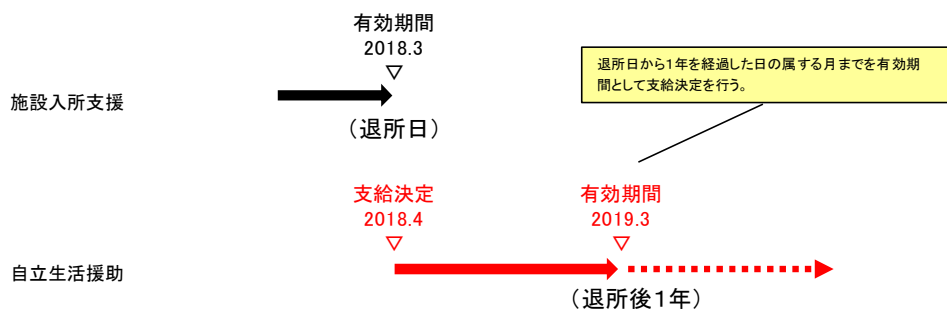 有効期間
2018.3
退所日から1年を経過した日の属する月までを有効期
間として支給決定を行う。
施設入所支援
（退所日）
支給決定
2018.4
有効期間
2019.3
自立生活援助
（退所後１年）